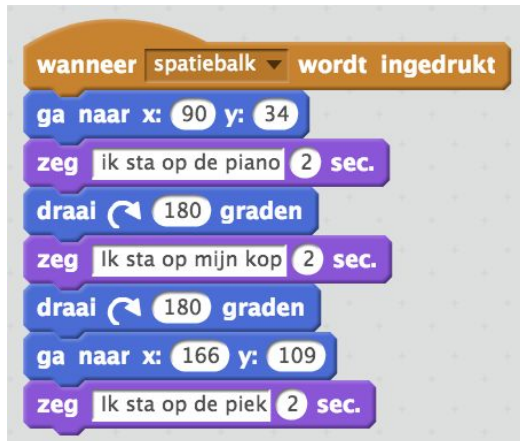 wanneer spatiebalk wordt ingedrukt
ga naar x: 90 y: 34
zeg ik sta op de piano 2 sec.
draai 180 graden
zeg Ik sta op mijn kop 2 sec.
draai 180 graden
ga naar x: 166 y: 109
zeg Ik sta op de piek 2 sec.